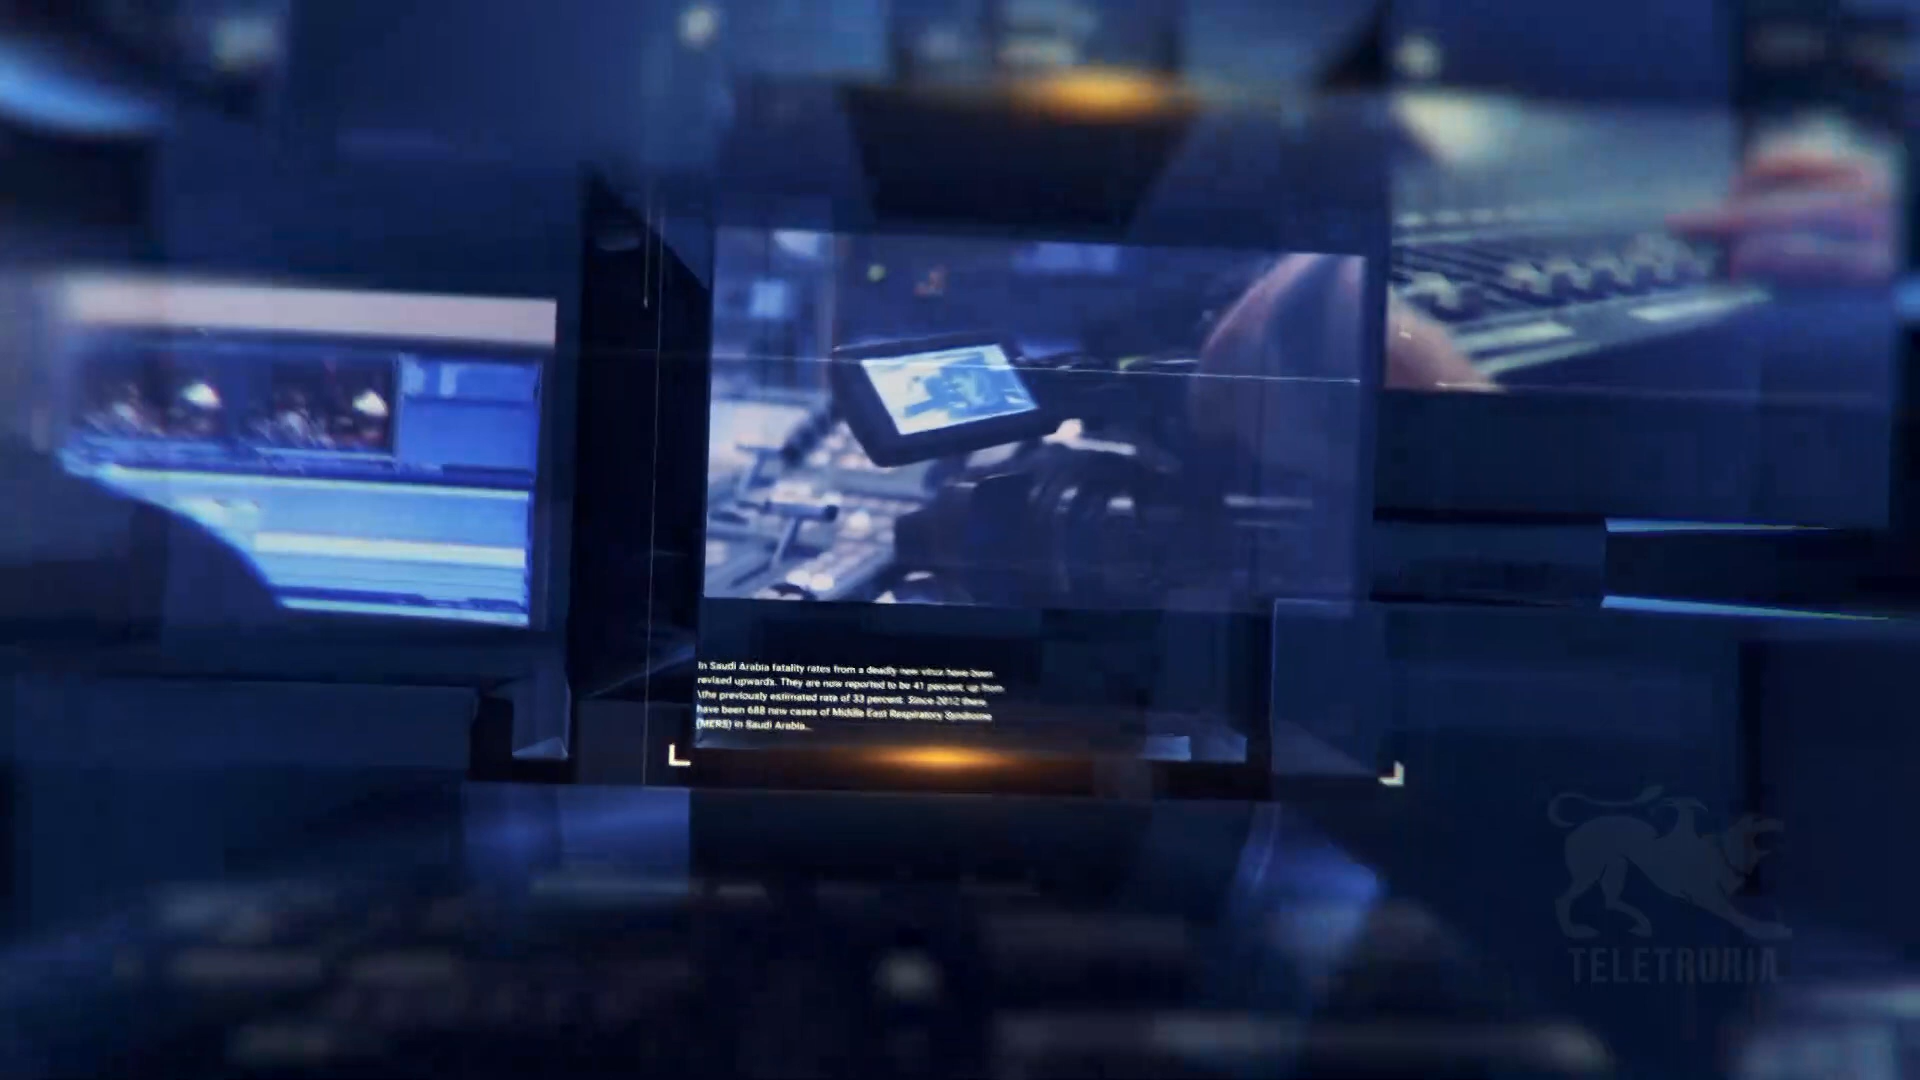 In Saudi Arabia fatality rates from a deadly new virus have been
revised upwards. They are now reported to be 41 percent, up from
\the previously estimated rate of 33 percent. Since 2012 there
have been 688 new cases of Middle East Respiratory Syndrome
(MERS) in Saudi Arabia...
TELETRORIA